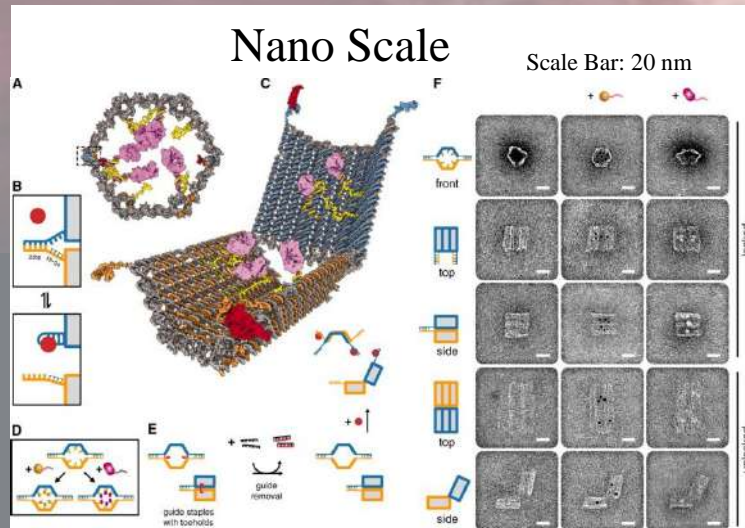 Nano Scale
Scale Bar: 20 nm
A
C
F
+
+
front
B
top
side
top
side
+
D
E
+
+
+
guide staples
with toeholds
guide
removal